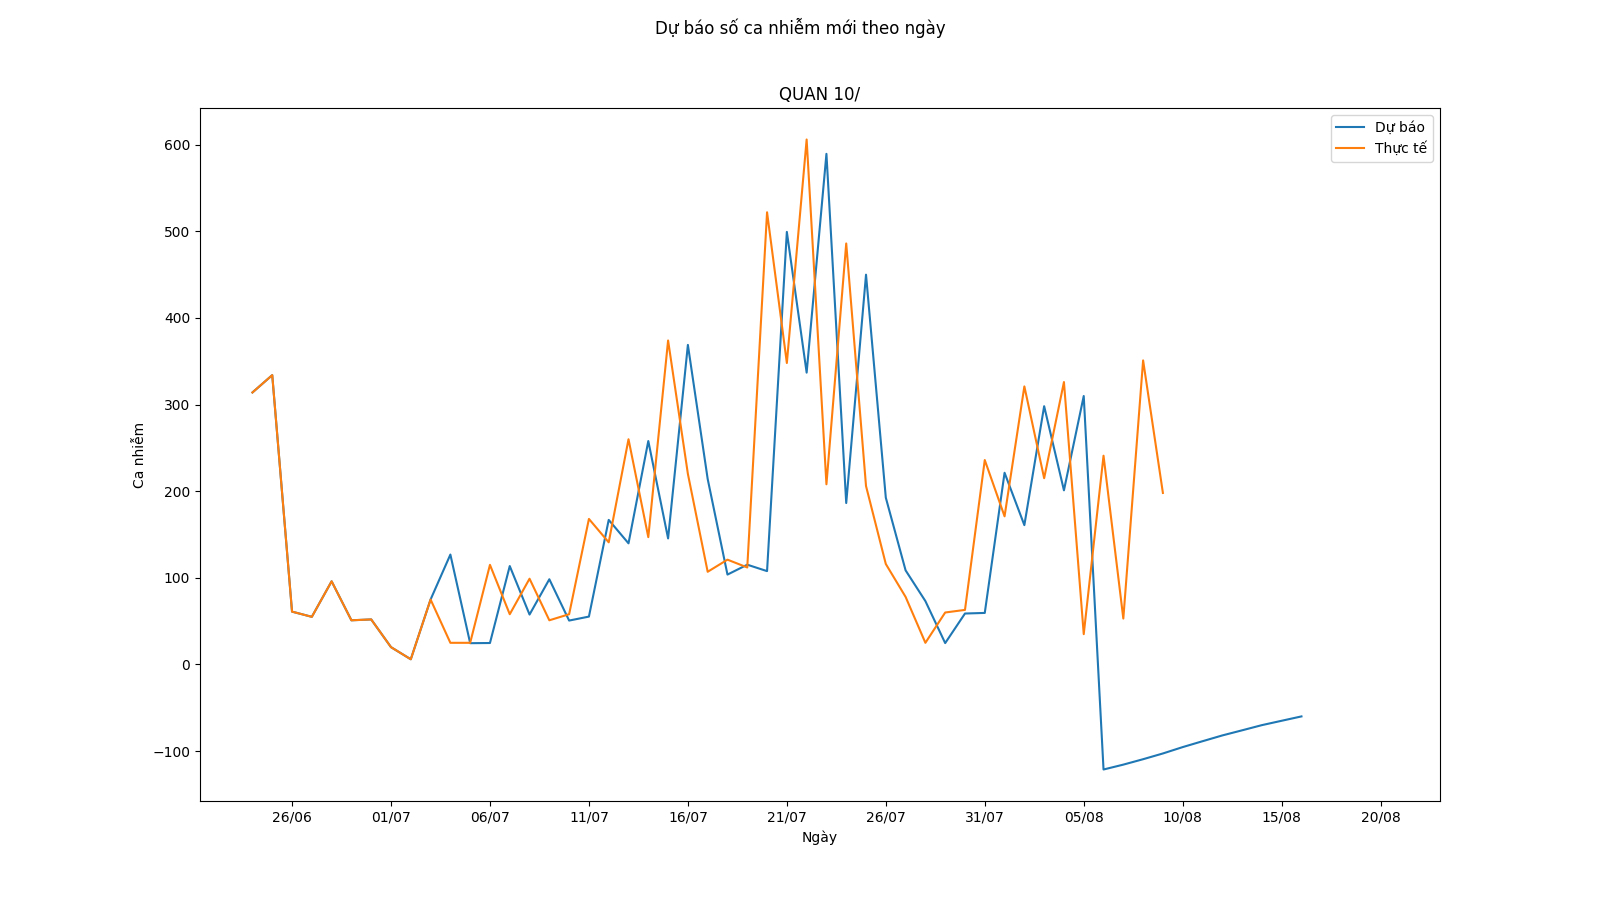 Dự báo số ca nhiễm mới theo ngày
QUAN 10/
Dự báo
Thực tế
600
500
400
300
200
100
0
−100
Ca nhiễm
26/06 01/07 06/07 11/07 16/07 21/07 26/07 31/07 05/08 10/08 15/08 20/08
Ngày